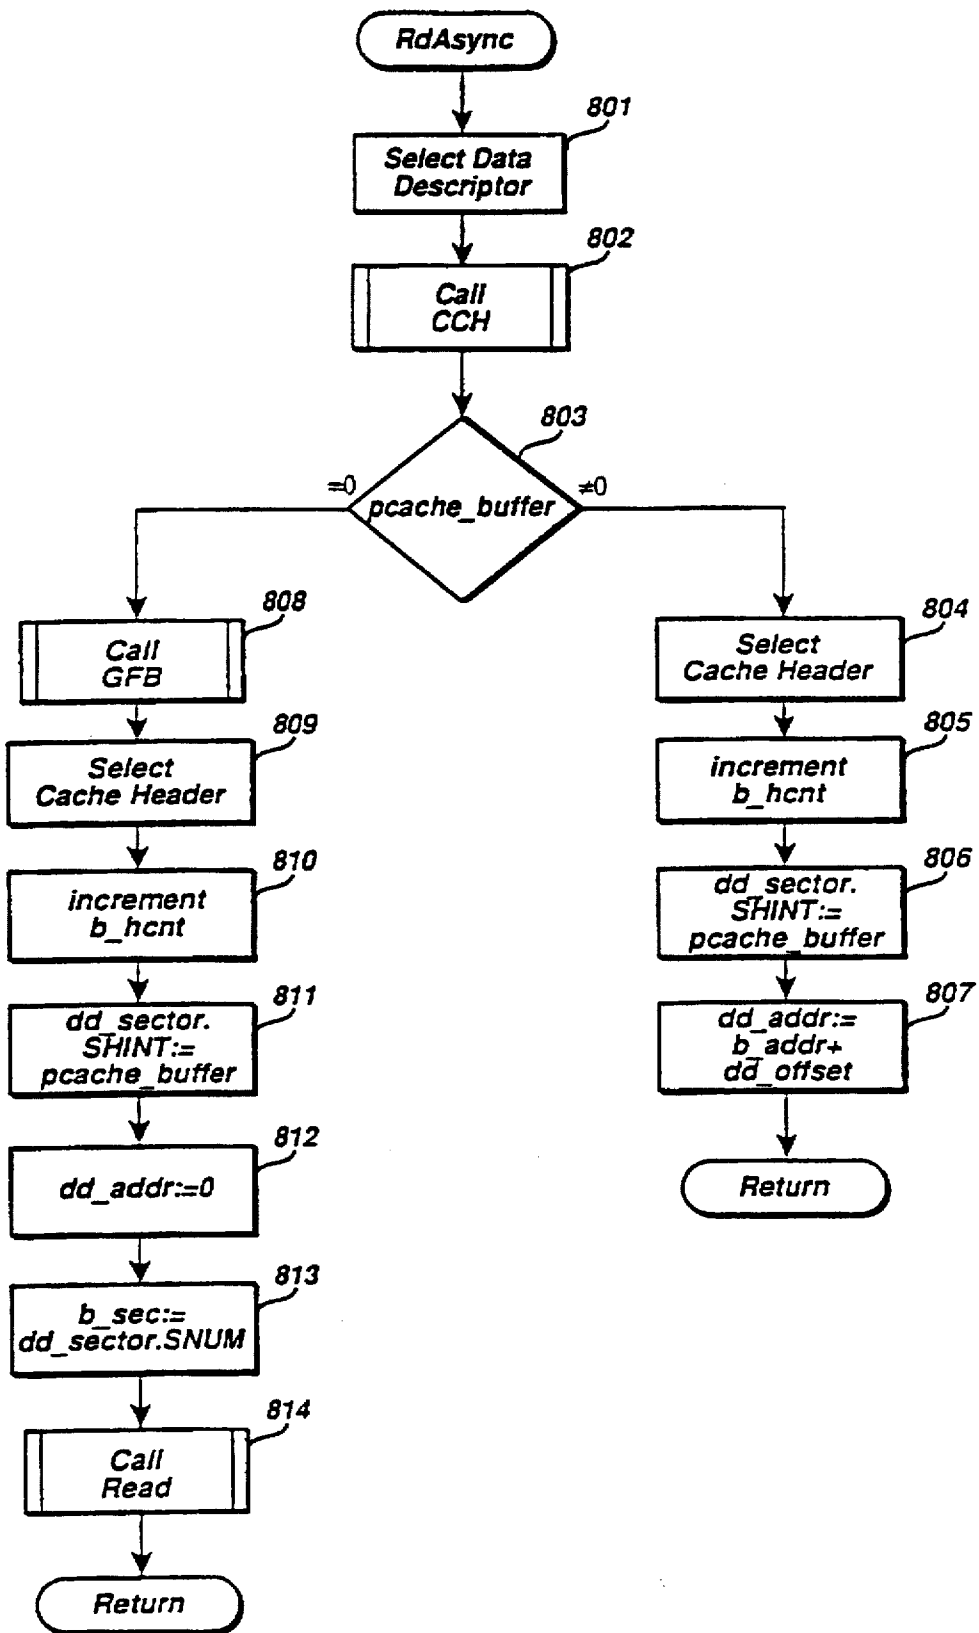 RdAsync
801
Select Data
Descriptor
802
Call
CCH
803
=0
pcache_buffer
≠0
808
Call
GFB
809
Select
Cache Header
810
increment
b_hcnt
811
dd_sector.
SHINT:=
pcache_buffer
812
dd_addr:=0
813
b_sec:=
dd_sector.SNUM
814
Call
Read
Return
804
Select
Cache Header
805
increment
b_hcnt
806
dd_sector.
SHINT:=
pcache_buffer
807
dd_addr:=
b_addr+
dd_offset
Return